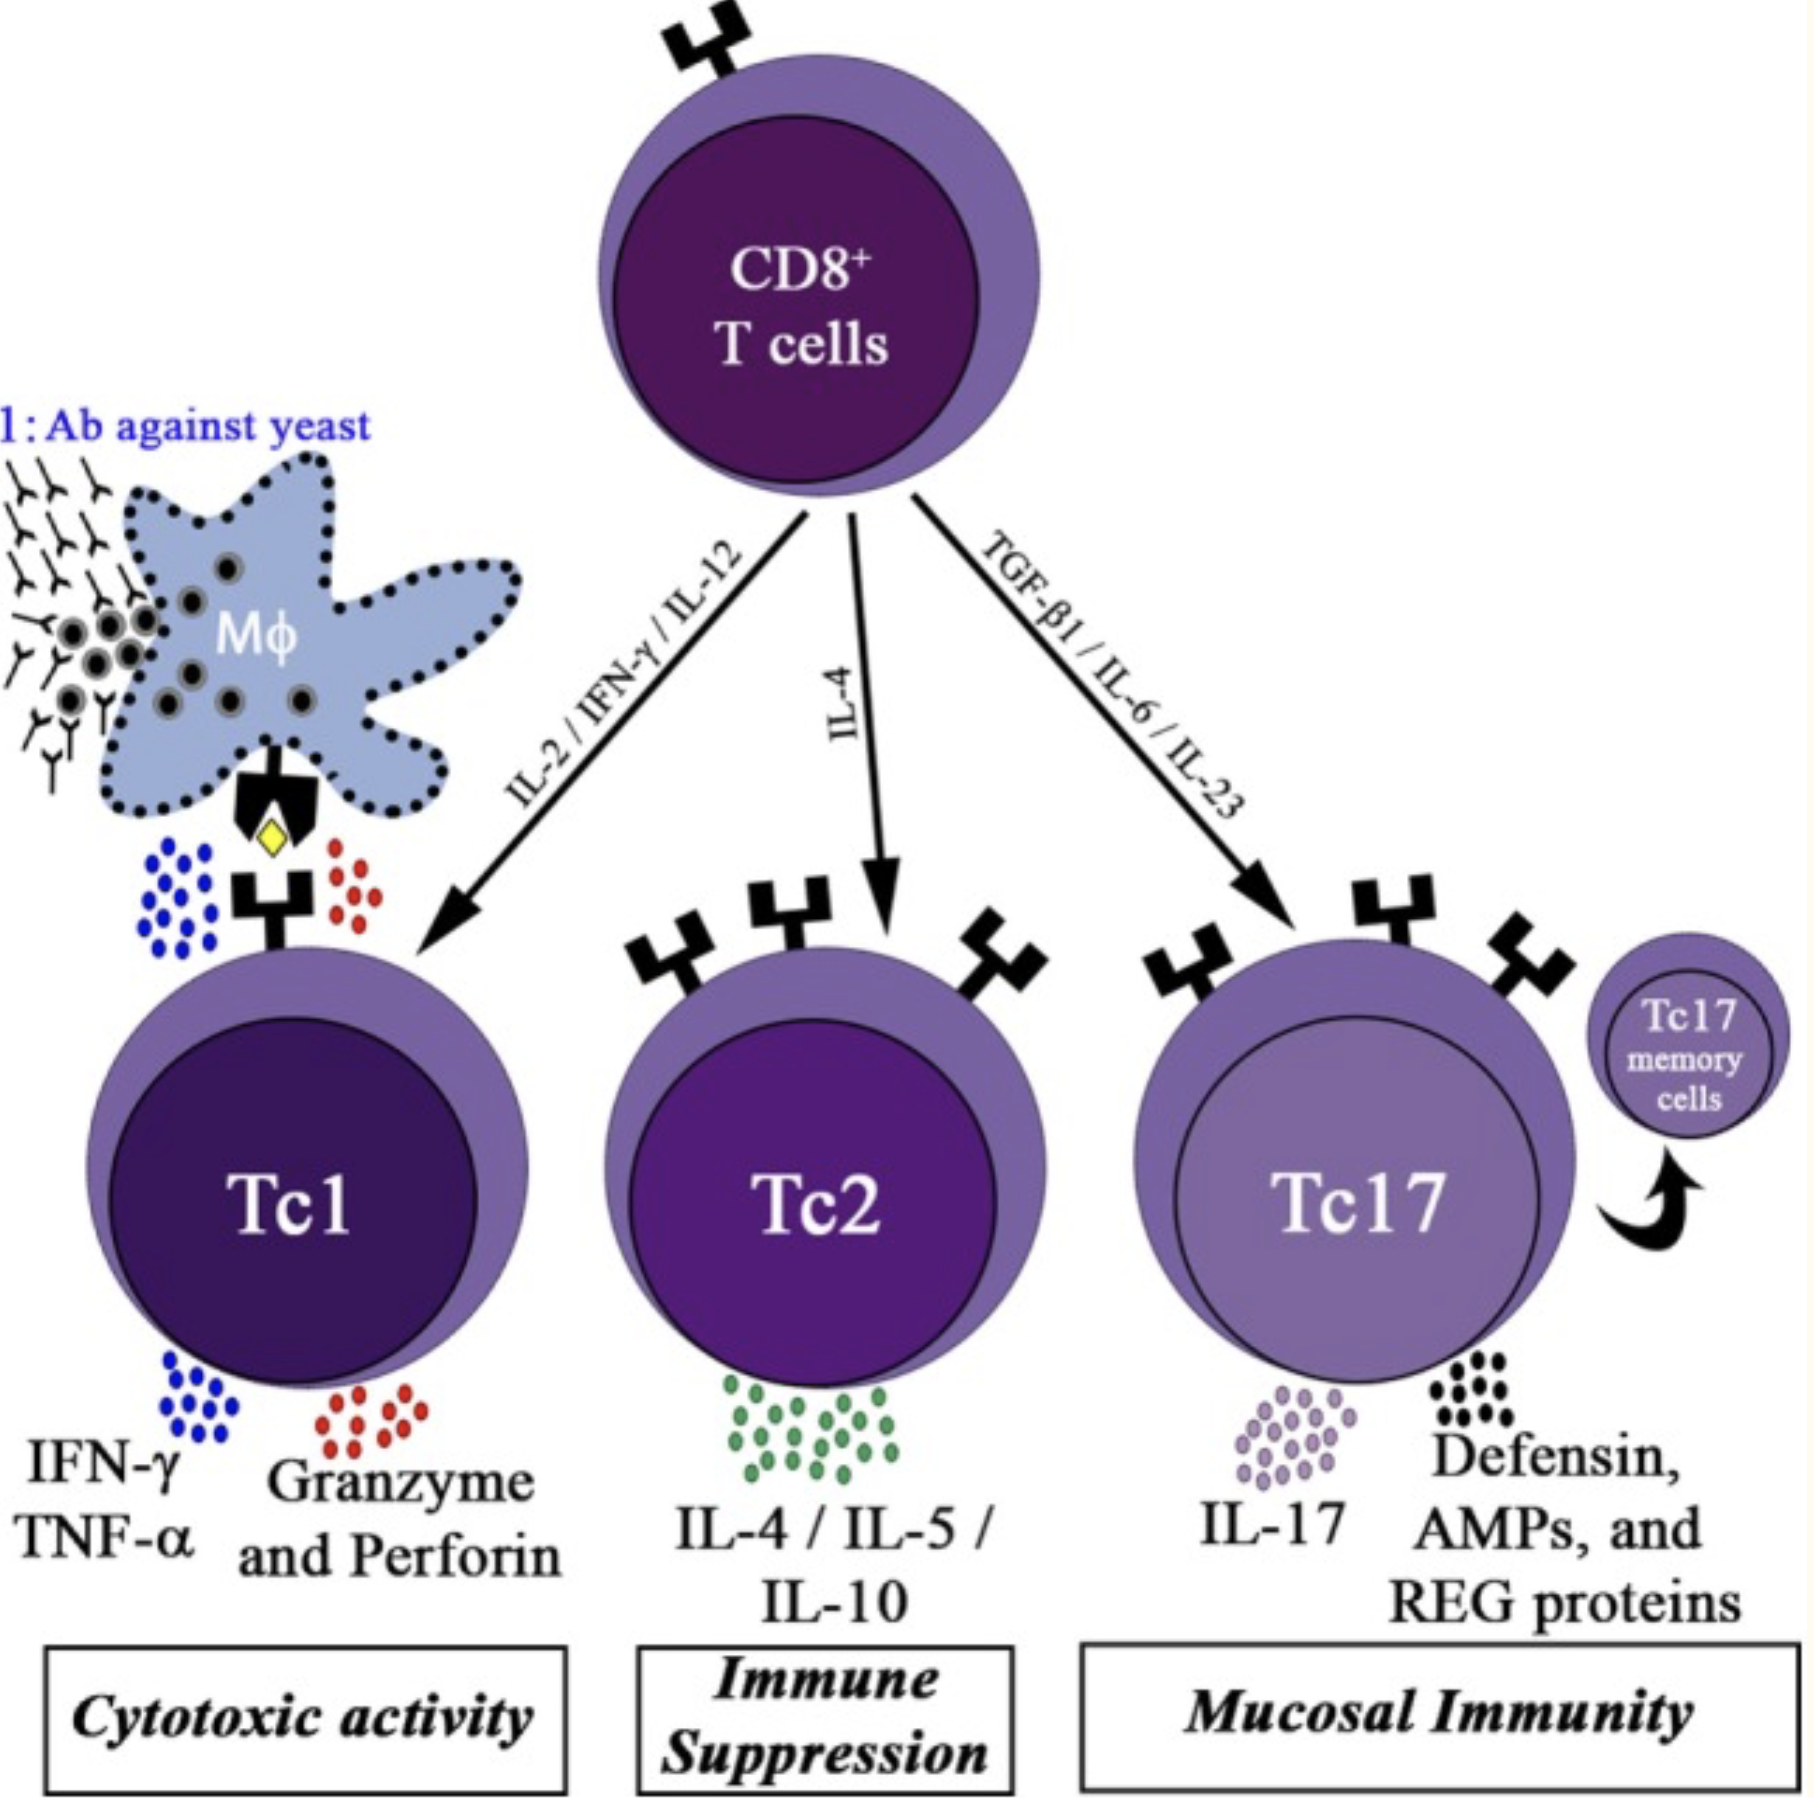 CD8+
T cells
1: Ab against yeast
Mϕ
IL-2 / IFN-γ / IL-12
IL-4
TGF-β1 / IL-6 / IL-23
Tc1
Tc2
Tc17
Tc17
memory
cells
IFN-γ
TNF-α
Granzyme
and Perforin
IL-4 / IL-5 /
IL-10
IL-17
Defensin,
AMPs, and
REG proteins
Cytotoxic activity
Immune
Suppression
Mucosal Immunity